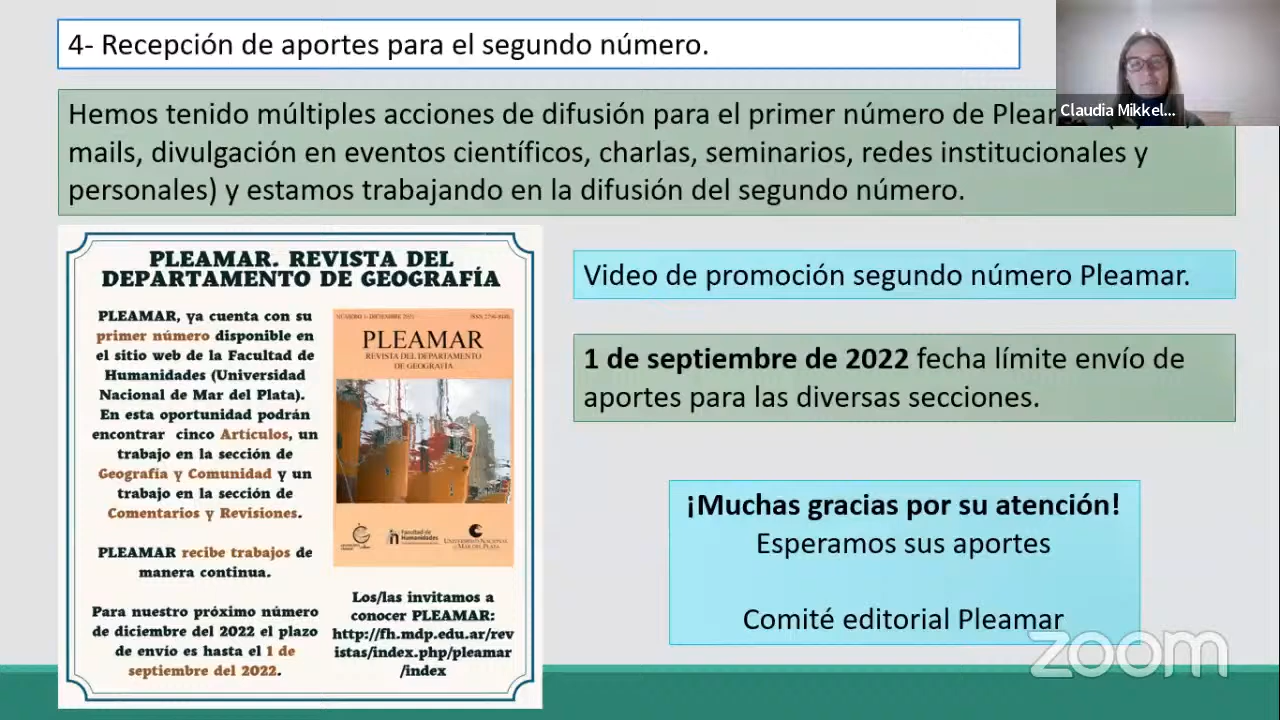 4- Recepción de aportes para el segundo número.
Claudia Mikkel...
Hemos tenido múltiples acciones de difusión para el primer número de
mails, divulgación en eventos científicos, charlas, seminarios, redes institucionales y
personales) y estamos trabajando en la difusión del segundo número.
PLEAMAR. REVISTA DEL
DEPARTAMENTO DE GEOGRAFÍA
PLEAMAR, ya cuenta con su
primer número disponible en
el sitio web de la Facultad de
Humanidades (Universidad
Nacional de Mar del Plata).
En esta oportunidad podrán
encontrar cinco Artículos, un
trabajo en la sección de
Geografía y Comunidad y un
trabajo en la sección de
Comentarios y Revisiones.
PLEAMAR recibe trabajos de
manera continua.
Para nuestro próximo número
de diciembre del 2022 el plazo
de envío es hasta el 1 de
septiembre del 2022.
PLEAMAR
REVISTA DEL DEPARTAMENTO
DE GEOGRAFÍA
Facultad de
Humanidades
UNIVERSIDAD NACIONAL
DE MAR DEL PLATA
Los/las invitamos a
conocer PLEAMAR:
http://fh.mdp.edu.ar/rev
istas/index.php/pleamar
/index
Video de promoción segundo número Pleamar.
1 de septiembre de 2022 fecha límite envío de
aportes para las diversas secciones.
¡Muchas gracias por su atención!
Esperamos sus aportes
Comité editorial Pleamar
zoom